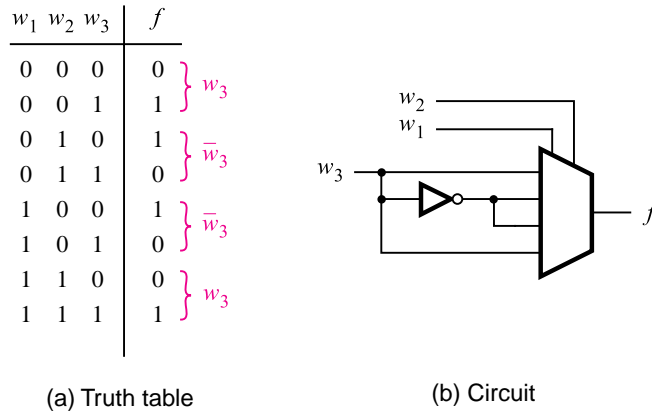 w1 w2 w3 f
0 0 0 0
w3
0 0 1 1
0 1 0 1
w̅3
0 1 1 0
1 0 0 1
w̅3
1 0 1 0
1 1 0 0
w3
1 1 1 1
(a) Truth table
w2
w1
w3
f
(b) Circuit